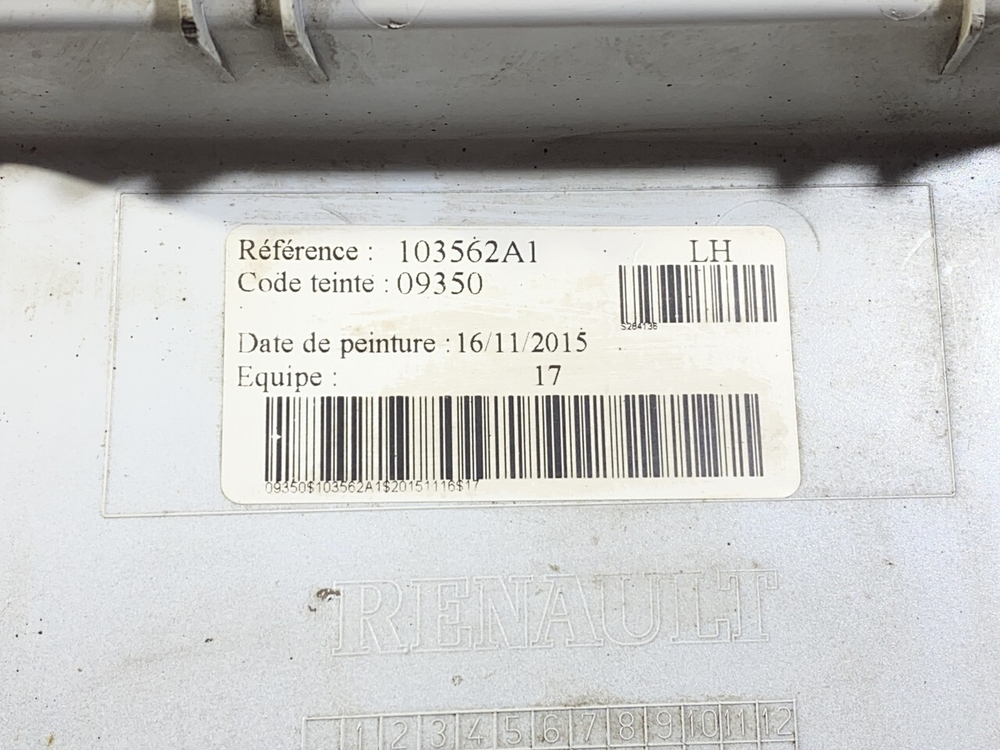 Référence : 103562A1 LH
Code teinte : 09350
S284136
Date de peinture : 16/11/2015
Equipe : 17
09350$103562A1$20151116$17
RENAULT
1 2 3 4 5 6 7 8 9 10 11 12